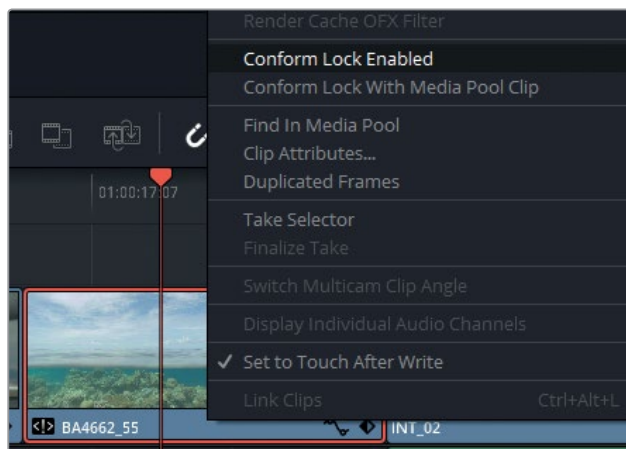 Render Cache OFX Filter
Conform Lock Enabled
Conform Lock With Media Pool Clip
Find In Media Pool
Clip Attributes...
Duplicated Frames
01:00:17:07
Take Selector
Finalize Take
Switch Multicam Clip Angle
Display Individual Audio Channels
✓ Set to Touch After Write
Link Clips Ctrl+Alt+L
BA4662_55
INT_02